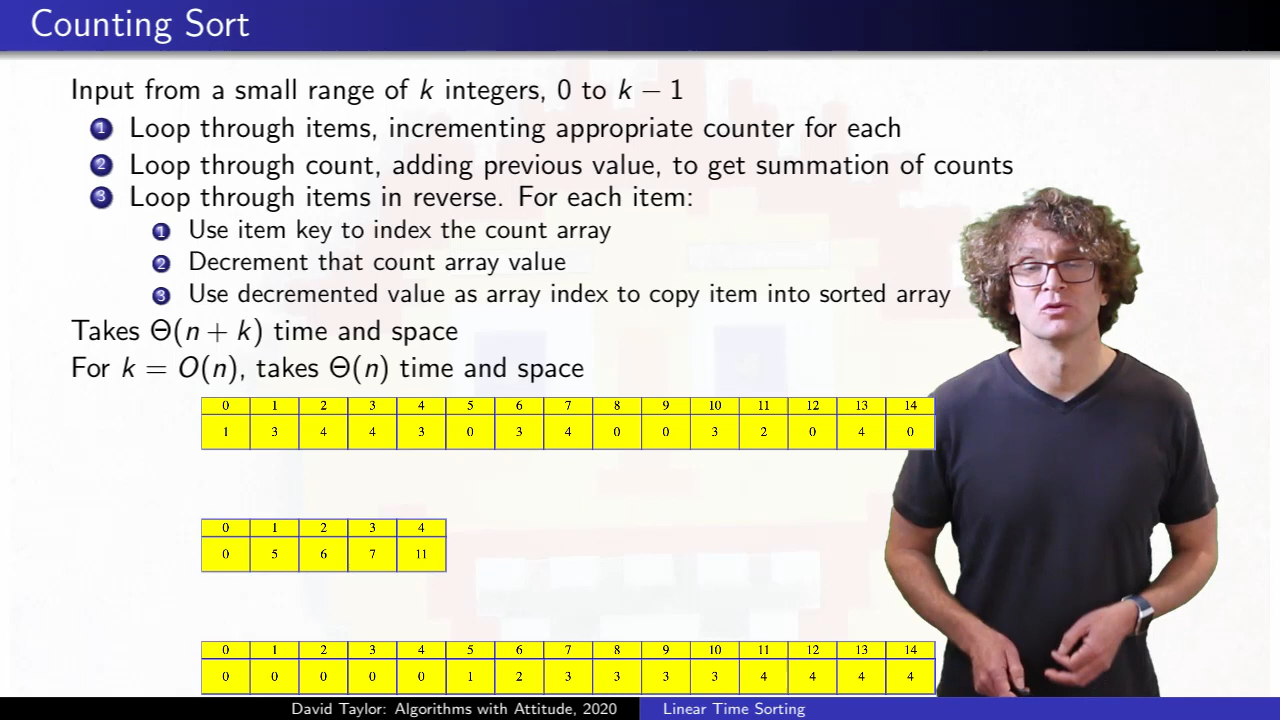 Counting Sort
Input from a small range of k integers, 0 to k − 1
1 Loop through items, incrementing appropriate counter for each
2 Loop through count, adding previous value, to get summation of counts
3 Loop through items in reverse. For each item:
1 Use item key to index the count array
2 Decrement that count array value
3 Use decremented value as array index to copy item into sorted array
Takes Θ(n + k) time and space
For k = O(n), takes Θ(n) time and space
0 1 2 3 4 5 6 7 8 9 10 11 12 13 14
1 3 4 4 3 0 3 4 0 0 3 2 0 4 0
0 1 2 3 4
0 5 6 7 11
0 1 2 3 4 5 6 7 8 9 10 11 12 13 14
0 0 0 0 0 1 2 3 3 3 3 4 4 4 4
David Taylor: Algorithms with Attitude, 2020 Linear Time Sorting